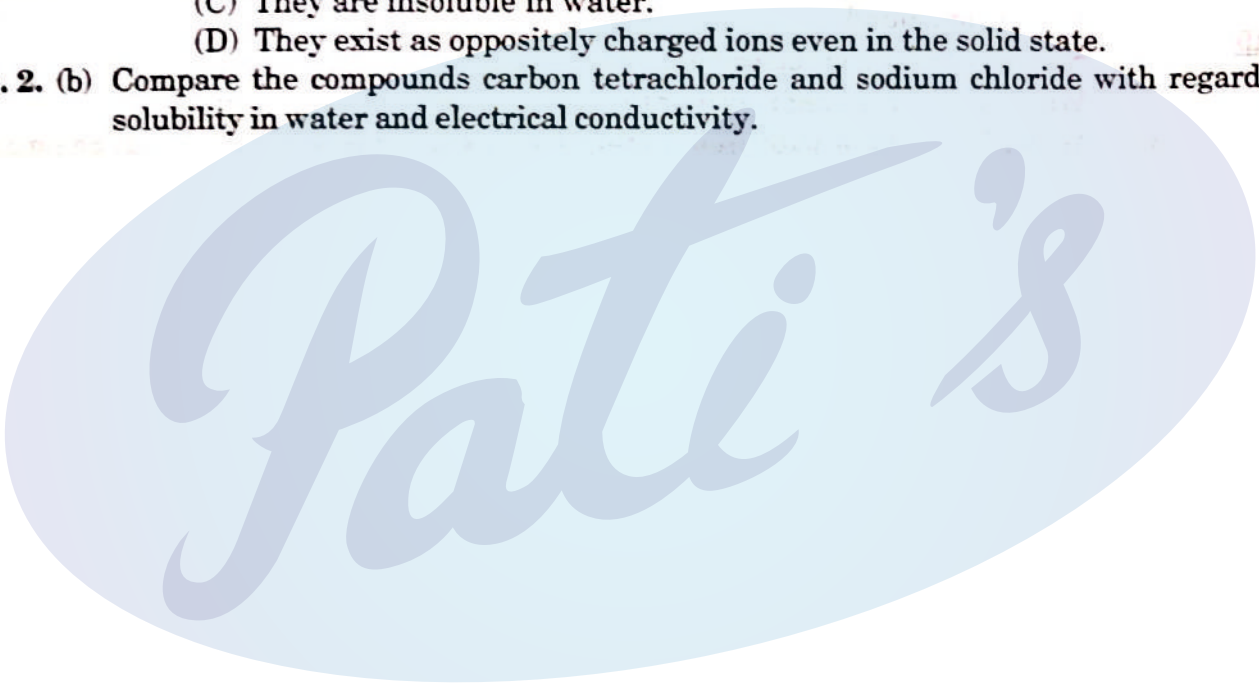 (C) They are insoluble in water.
(D) They exist as oppositely charged ions even in the solid state.
. 2. (b) Compare the compounds carbon tetrachloride and sodium chloride with regard
solubility in water and electrical conductivity.
Pati's